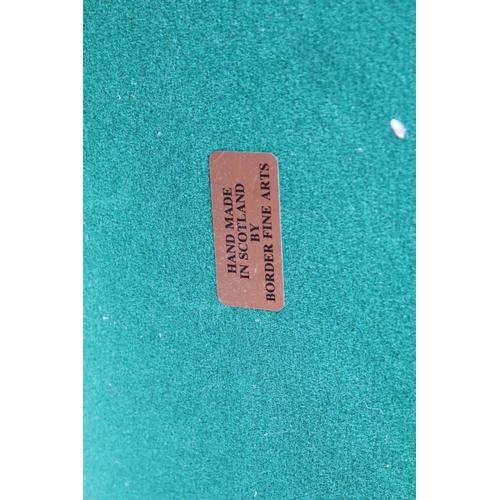 HAND MADE
IN SCOTLAND
BY
BORDER FINE ARTS